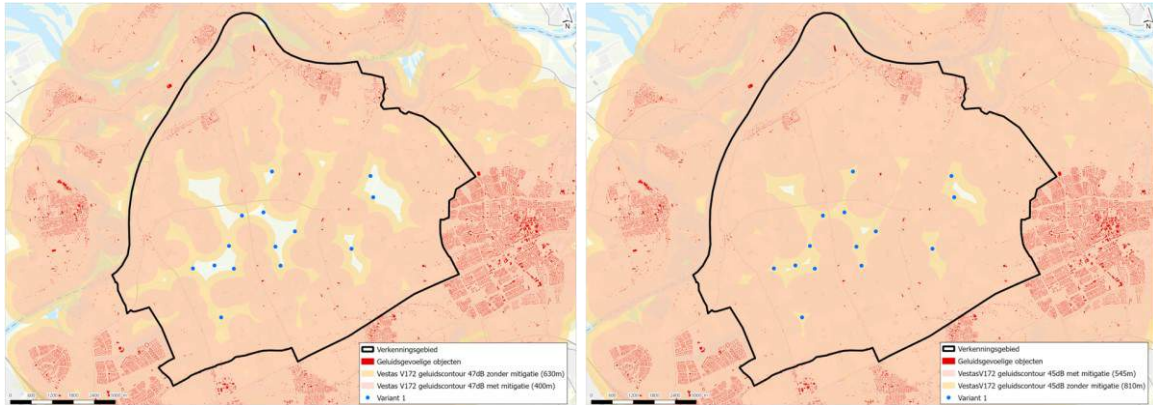 N
Verkenningsgebied
Geluidsgevoelige objecten
Vestas V172 geluidscontour 47dB zonder mitigatie (630m)
Vestas V172 geluidscontour 47dB met mitigatie (400m)
Variant 1
N
Verkenningsgebied
Geluidsgevoelige objecten
VestasV172 geluidscontour 45dB met mitigatie (545m)
VestasV172 geluidscontour 45dB zonder mitigatie (810m)
Variant 1